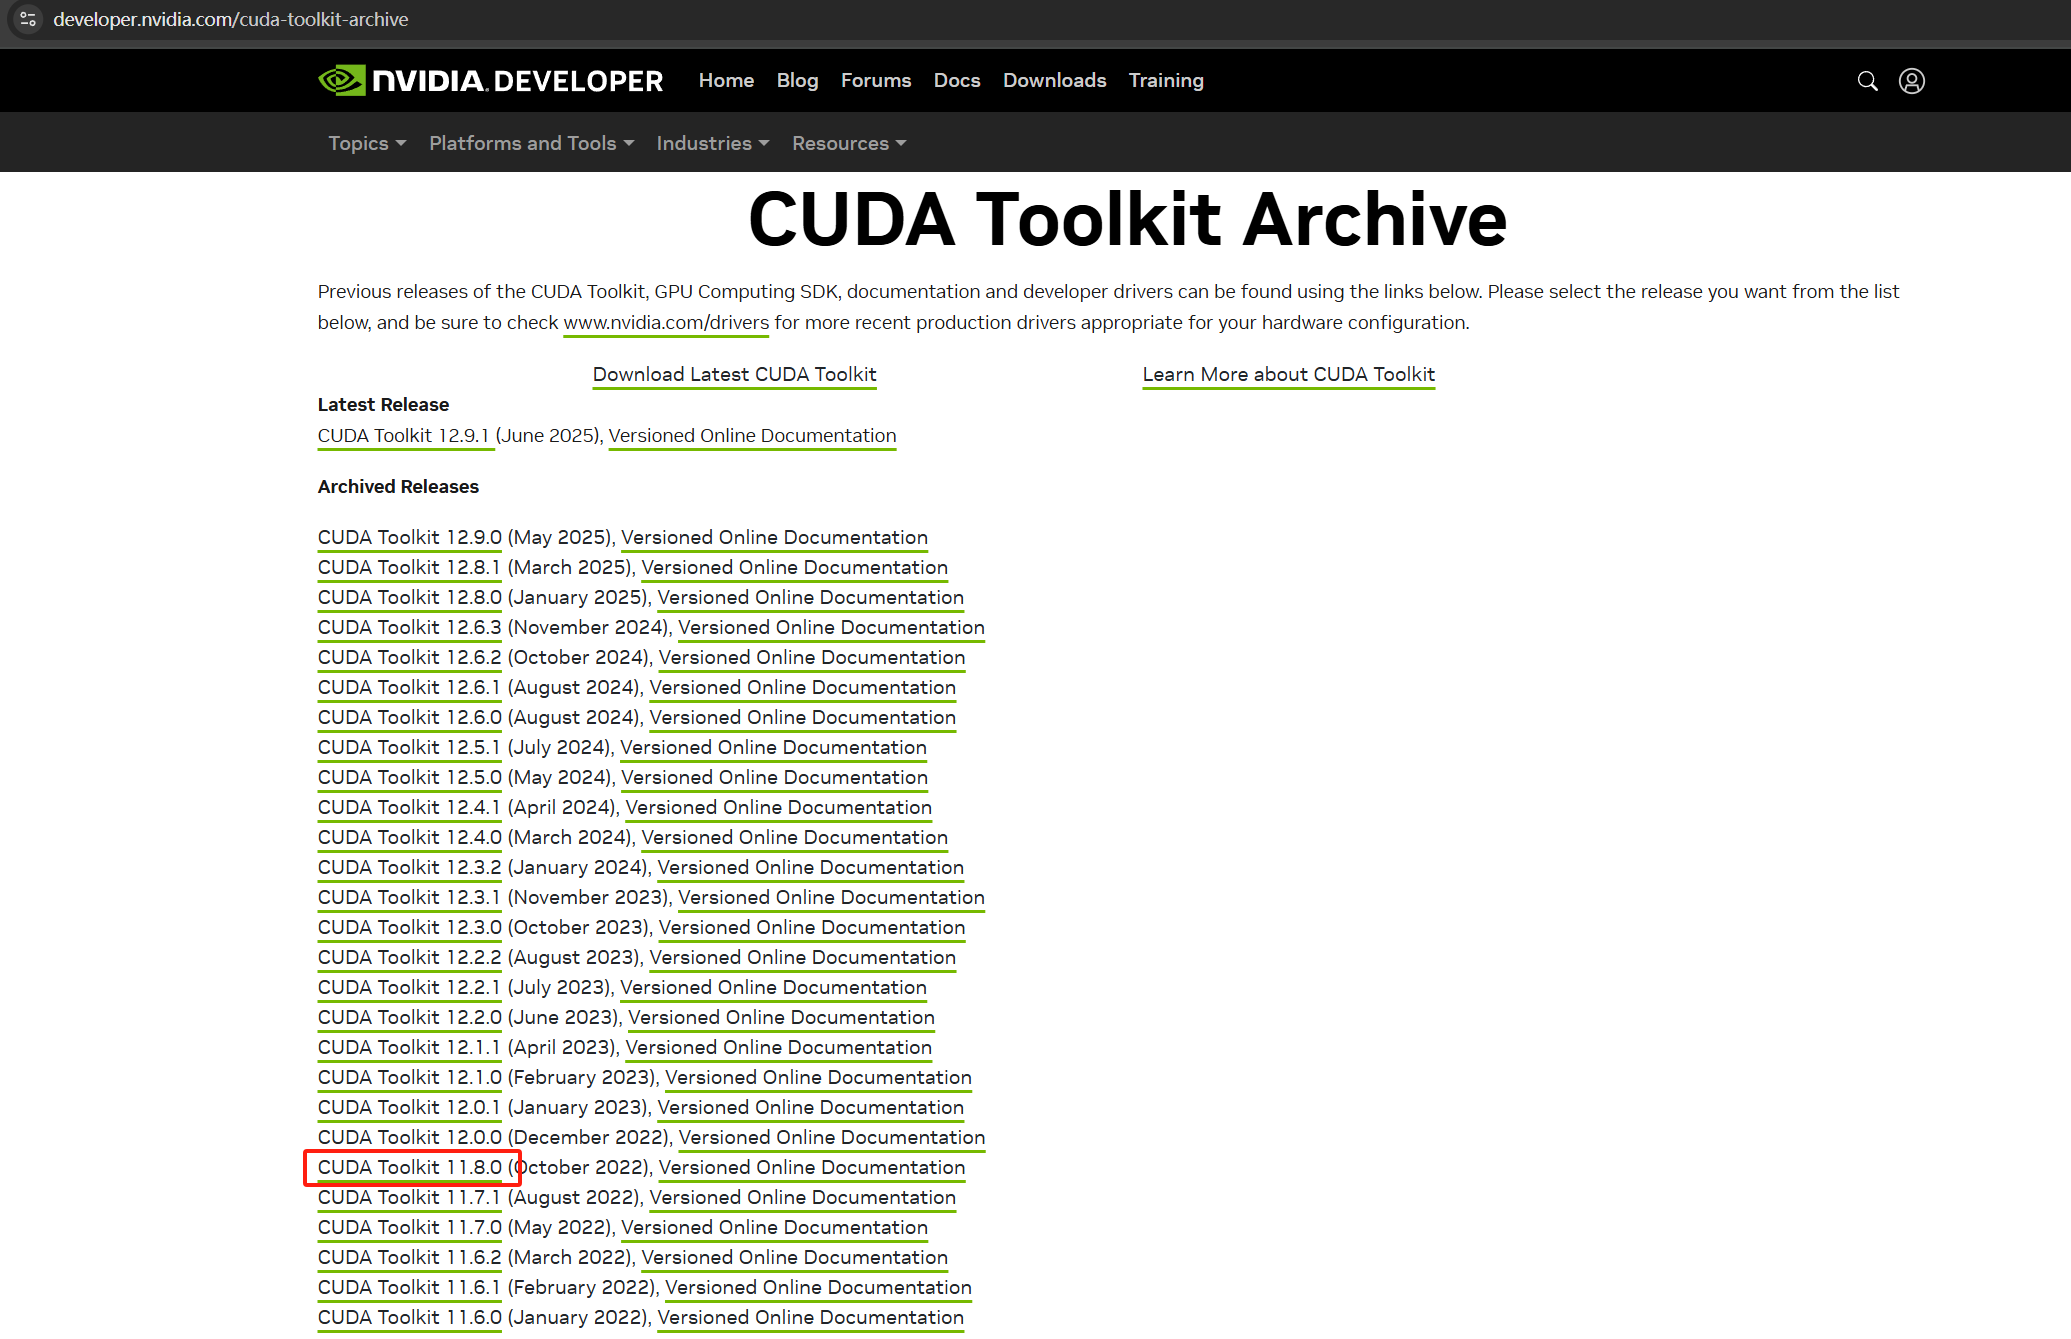 developer.nvidia.com/cuda-toolkit-archive
NVIDIA. DEVELOPER Home Blog Forums Docs Downloads Training
Topics Platforms and Tools Industries Resources
CUDA Toolkit Archive
Previous releases of the CUDA Toolkit, GPU Computing SDK, documentation and developer drivers can be found using the links below. Please select the release you want from the list
below, and be sure to check www.nvidia.com/drivers for more recent production drivers appropriate for your hardware configuration.
Download Latest CUDA Toolkit Learn More about CUDA Toolkit
Latest Release
CUDA Toolkit 12.9.1 (June 2025), Versioned Online Documentation
Archived Releases
CUDA Toolkit 12.9.0 (May 2025), Versioned Online Documentation
CUDA Toolkit 12.8.1 (March 2025), Versioned Online Documentation
CUDA Toolkit 12.8.0 (January 2025), Versioned Online Documentation
CUDA Toolkit 12.6.3 (November 2024), Versioned Online Documentation
CUDA Toolkit 12.6.2 (October 2024), Versioned Online Documentation
CUDA Toolkit 12.6.1 (August 2024), Versioned Online Documentation
CUDA Toolkit 12.6.0 (August 2024), Versioned Online Documentation
CUDA Toolkit 12.5.1 (July 2024), Versioned Online Documentation
CUDA Toolkit 12.5.0 (May 2024), Versioned Online Documentation
CUDA Toolkit 12.4.1 (April 2024), Versioned Online Documentation
CUDA Toolkit 12.4.0 (March 2024), Versioned Online Documentation
CUDA Toolkit 12.3.2 (January 2024), Versioned Online Documentation
CUDA Toolkit 12.3.1 (November 2023), Versioned Online Documentation
CUDA Toolkit 12.3.0 (October 2023), Versioned Online Documentation
CUDA Toolkit 12.2.2 (August 2023), Versioned Online Documentation
CUDA Toolkit 12.2.1 (July 2023), Versioned Online Documentation
CUDA Toolkit 12.2.0 (June 2023), Versioned Online Documentation
CUDA Toolkit 12.1.1 (April 2023), Versioned Online Documentation
CUDA Toolkit 12.1.0 (February 2023), Versioned Online Documentation
CUDA Toolkit 12.0.1 (January 2023), Versioned Online Documentation
CUDA Toolkit 12.0.0 (December 2022), Versioned Online Documentation
CUDA Toolkit 11.8.0 (October 2022), Versioned Online Documentation
CUDA Toolkit 11.7.1 (August 2022), Versioned Online Documentation
CUDA Toolkit 11.7.0 (May 2022), Versioned Online Documentation
CUDA Toolkit 11.6.2 (March 2022), Versioned Online Documentation
CUDA Toolkit 11.6.1 (February 2022), Versioned Online Documentation
CUDA Toolkit 11.6.0 (January 2022), Versioned Online Documentation